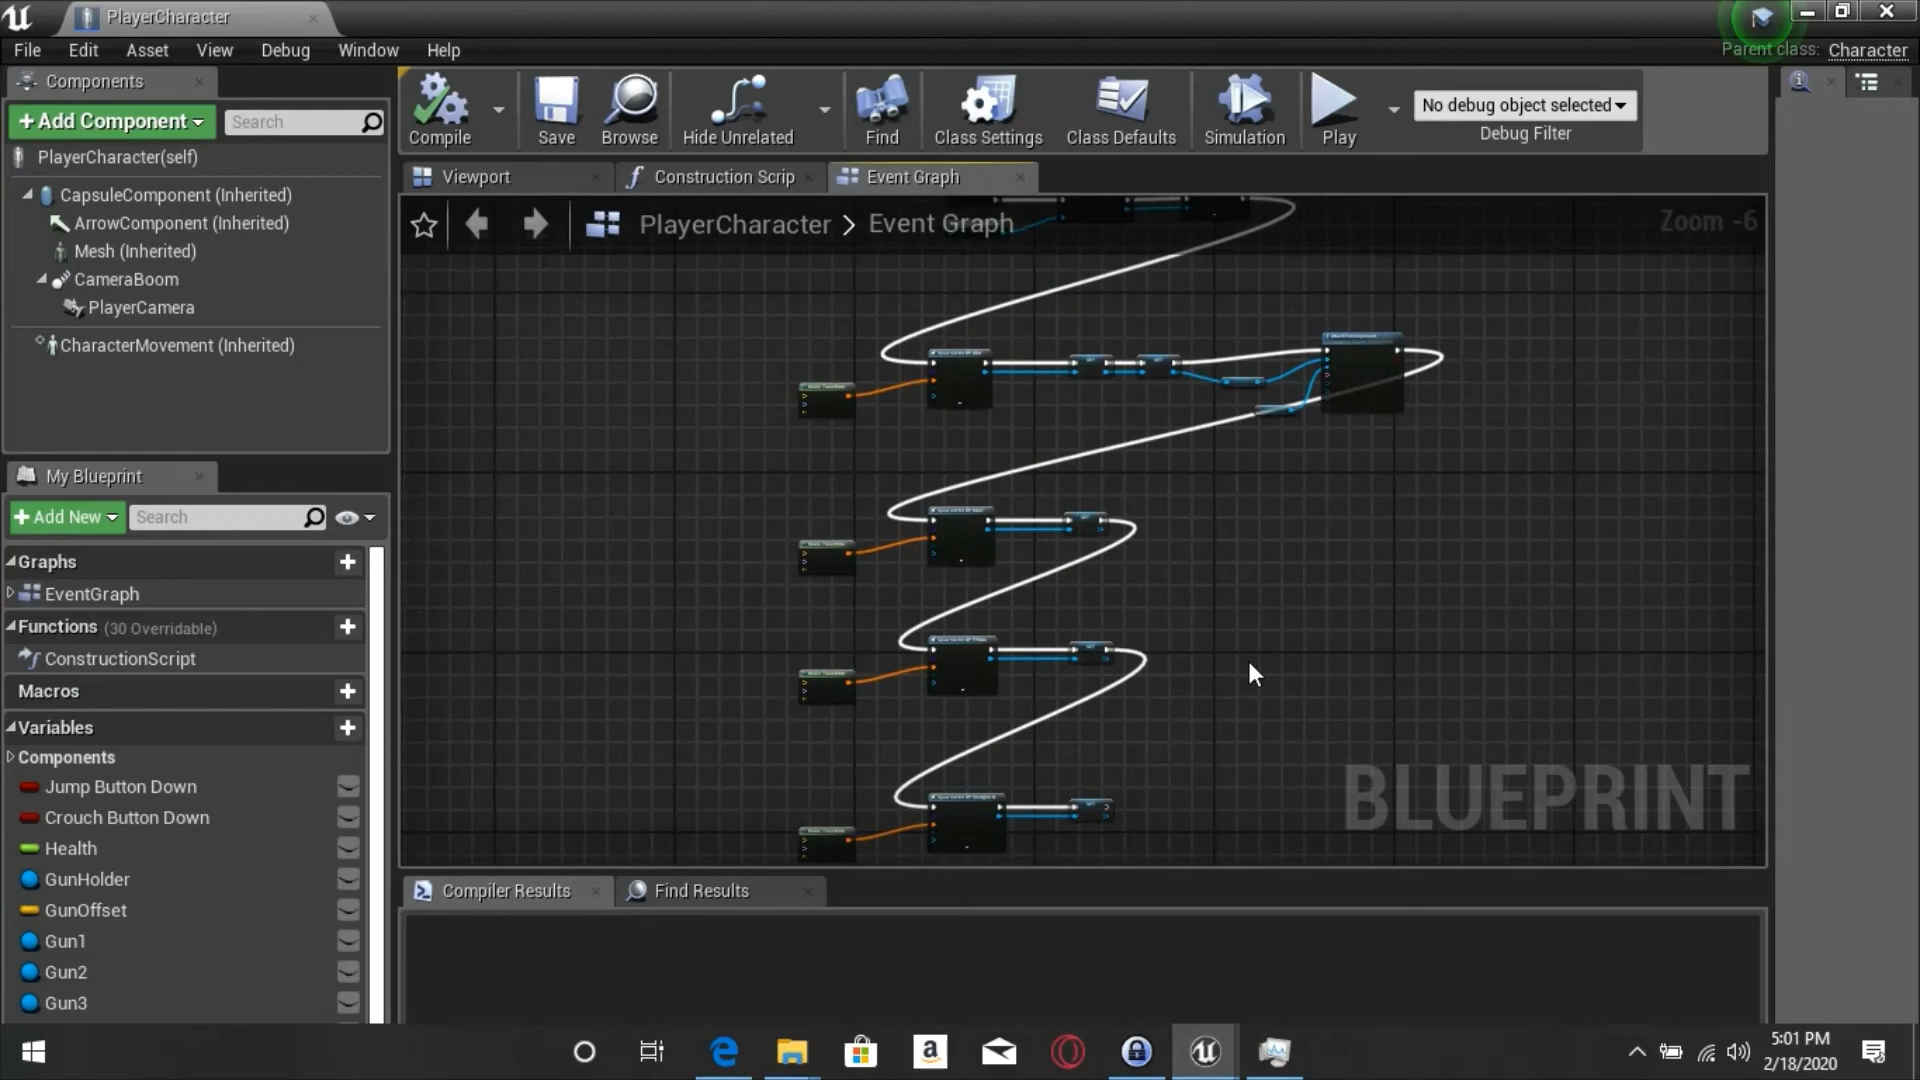 PlayerCharacter
File Edit Asset View Debug Window Help
Parent class: Character
Components
+Add Component
Search
PlayerCharacter(self)
CapsuleComponent (Inherited)
ArrowComponent (Inherited)
Mesh (Inherited)
CameraBoom
PlayerCamera
CharacterMovement (Inherited)
Compile
Save
Browse
Hide Unrelated
Find
Class Settings
Class Defaults
Simulation
Play
No debug object selected
Debug Filter
Viewport
Construction Scrip
Event Graph
PlayerCharacter > Event Graph
Zoom -6
BLUEPRINT
My Blueprint
+Add New
Search
Graphs
EventGraph
Functions (30 Overridable)
ConstructionScript
Macros
Variables
Components
Jump Button Down
Crouch Button Down
Health
GunHolder
GunOffset
Gun1
Gun2
Gun3
Compiler Results
Find Results
5:01 PM
2/18/2020